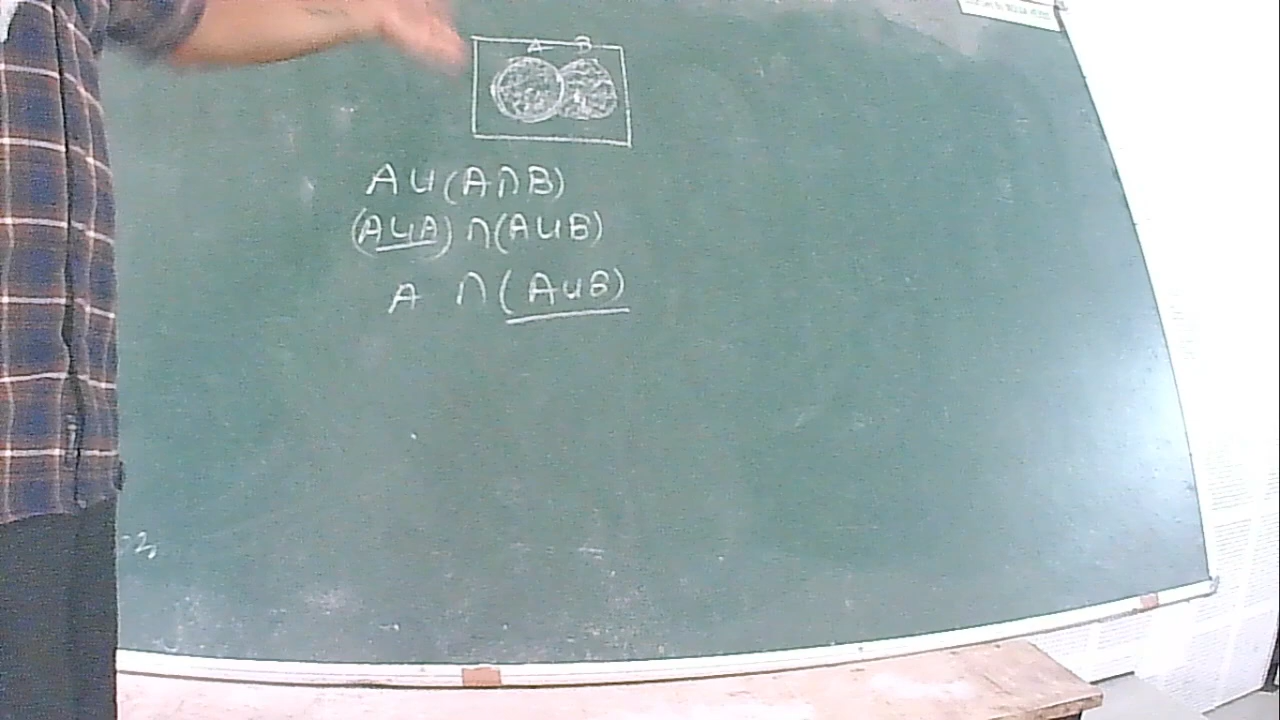 A B
A ∪ (A ∩ B)
(A ∪ A) ∩ (A ∪ B)
A ∩ (A ∪ B)